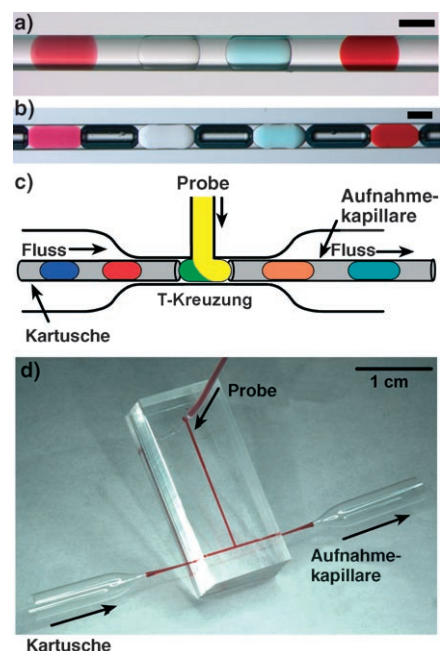 a)
b)
c)
Probe
Aufnahme-
kapillare
Fluss
Fluss
T-Kreuzung
Kartusche
d)
Probe
1 cm
Aufnahme-
kapillare
Kartusche